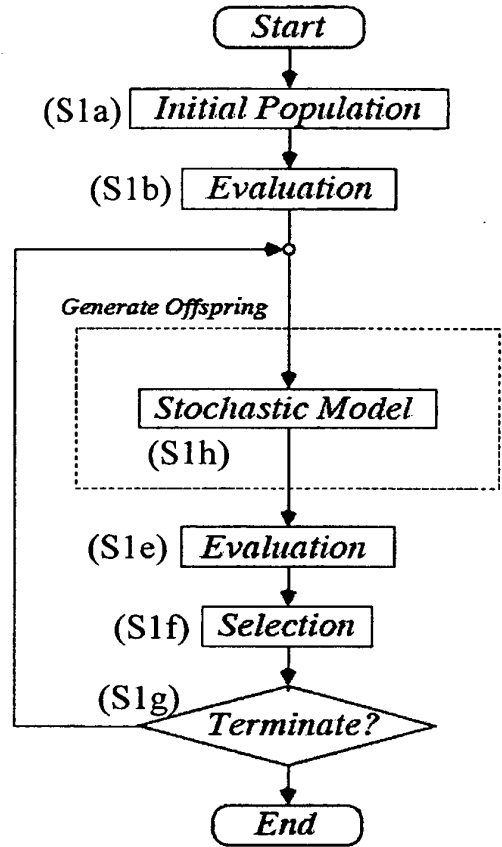 Start
(S1a) Initial Population
(S1b) Evaluation
Generate Offspring
Stochastic Model
(S1h)
(S1e) Evaluation
(S1f) Selection
(S1g)
Terminate?
End